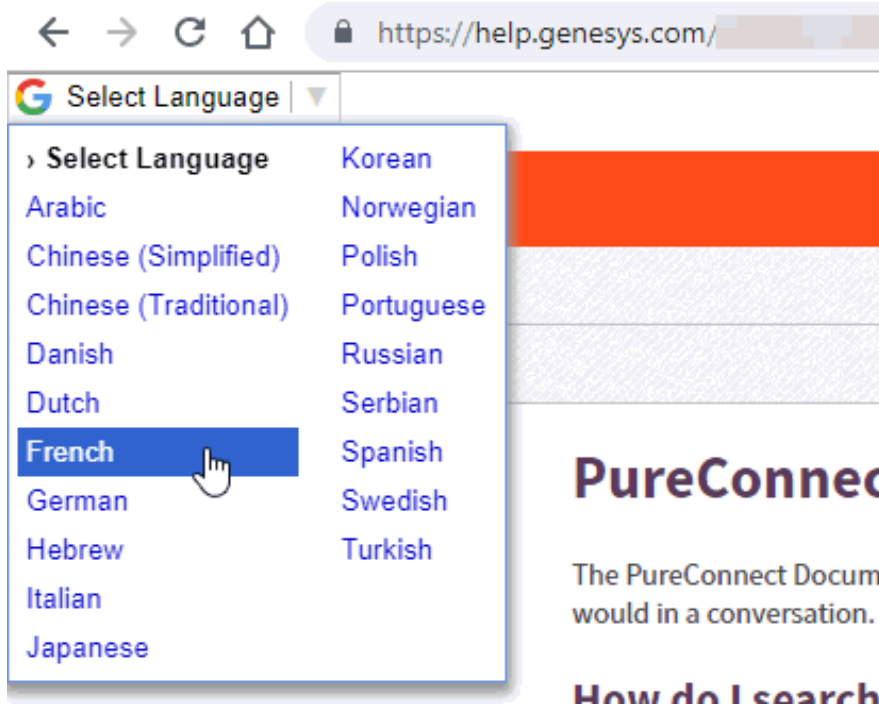 https://help.genesys.com/
Select Language
› Select Language
Arabic
Chinese (Simplified)
Chinese (Traditional)
Danish
Dutch
French
German
Hebrew
Italian
Japanese
Korean
Norwegian
Polish
Portuguese
Russian
Serbian
Spanish
Swedish
Turkish
PureConnec
The PureConnect Docum
would in a conversation.
How do I search